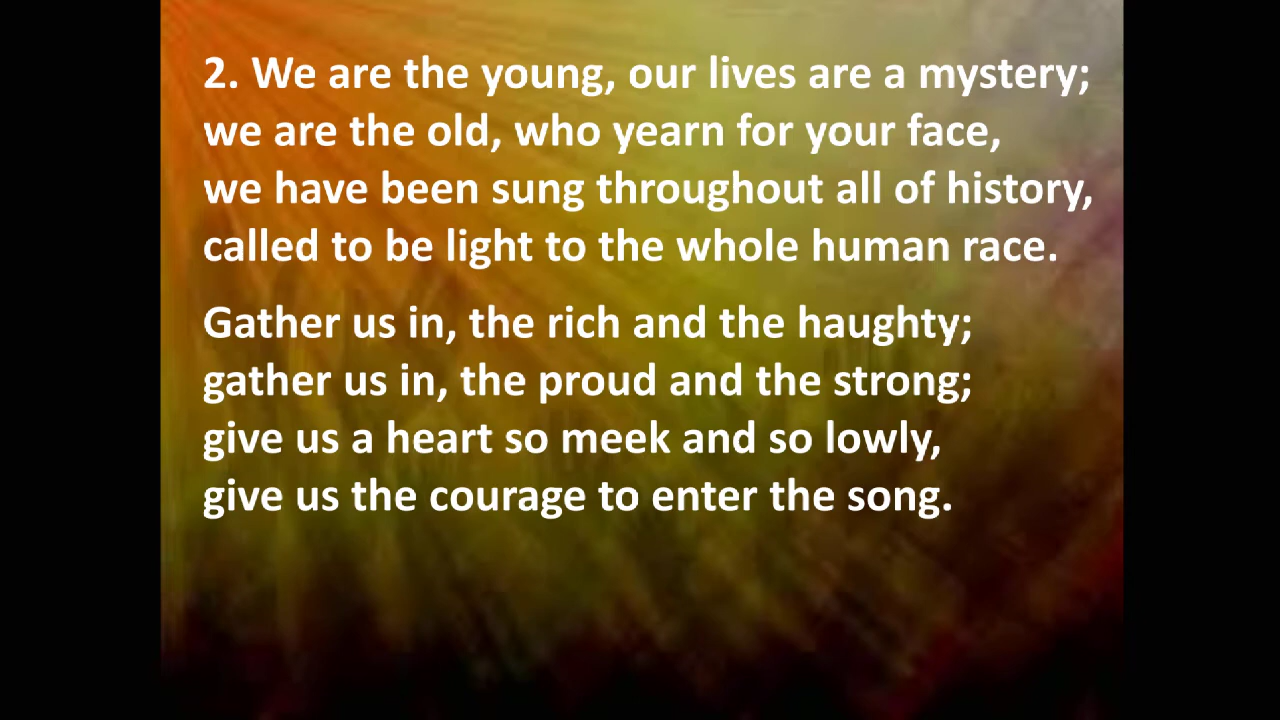 2. We are the young, our lives are a mystery;
we are the old, who yearn for your face,
we have been sung throughout all of history,
called to be light to the whole human race.
Gather us in, the rich and the haughty;
gather us in, the proud and the strong;
give us a heart so meek and so lowly,
give us the courage to enter the song.